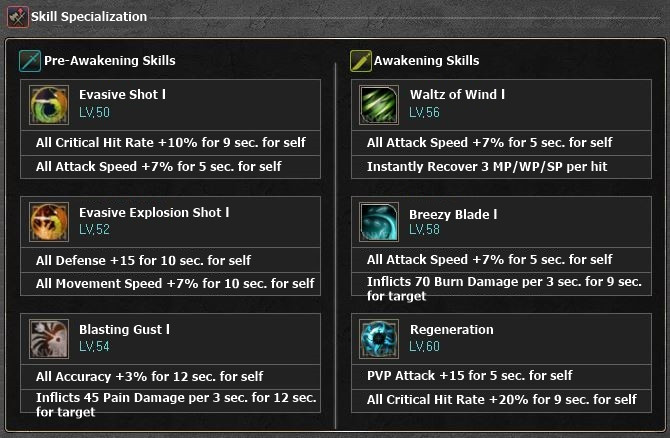 Skill Specialization
Pre-Awakening Skills
Evasive Shot l
LV.50
All Critical Hit Rate +10% for 9 sec. for self
All Attack Speed +7% for 5 sec. for self
Evasive Explosion Shot l
LV.52
All Defense +15 for 10 sec. for self
All Movement Speed +7% for 10 sec. for self
Blasting Gust l
LV.54
All Accuracy +3% for 12 sec. for self
Inflicts 45 Pain Damage per 3 sec. for 12 sec.
for target
Awakening Skills
Waltz of Wind l
LV.56
All Attack Speed +7% for 5 sec. for self
Instantly Recover 3 MP/WP/SP per hit
Breezy Blade l
LV.58
All Attack Speed +7% for 5 sec. for self
Inflicts 70 Burn Damage per 3 sec. for 9 sec.
for target
Regeneration
LV.60
PVP Attack +15 for 5 sec. for self
All Critical Hit Rate +20% for 9 sec. for self